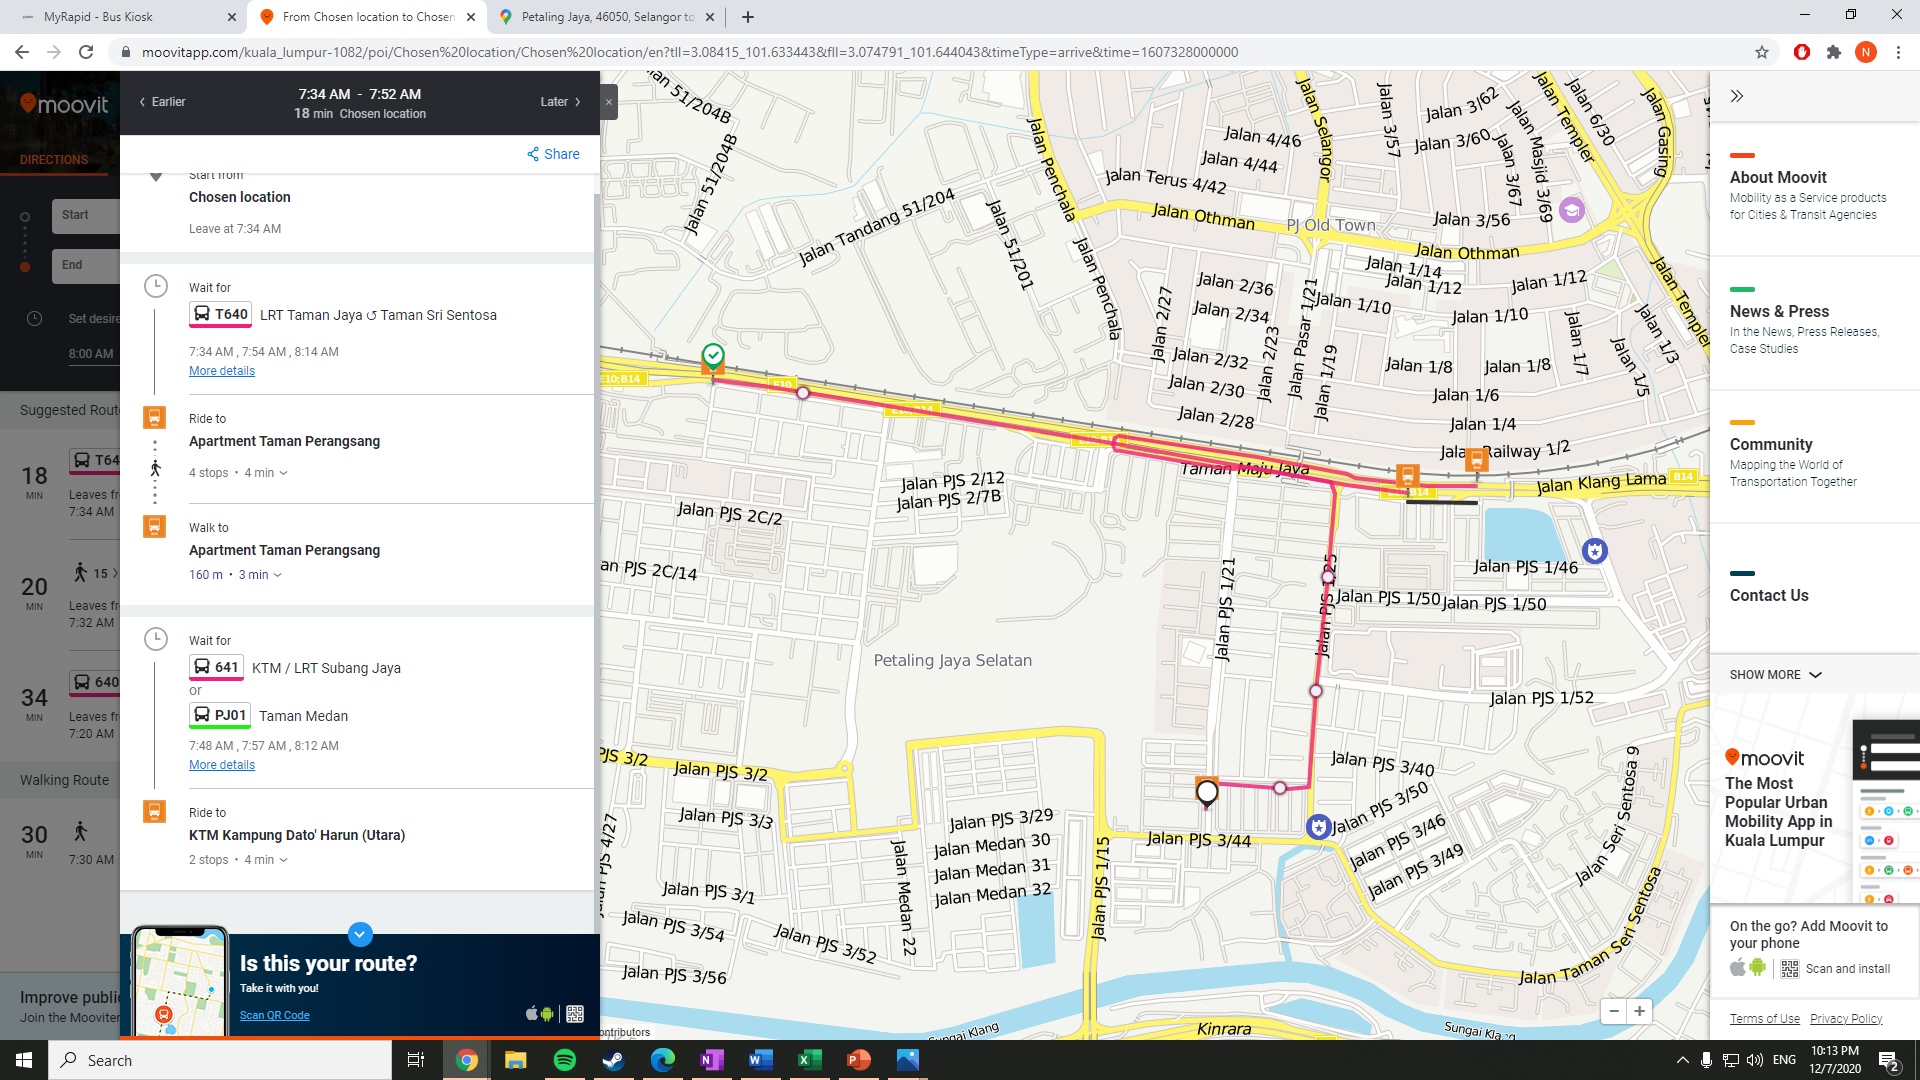 MyRapid - Bus Kiosk
From Chosen location to Chosen
Petaling Jaya, 46050, Selangor to
moovitapp.com/kuala_lumpur-1082/poi/Chosen%20location/Chosen%20location/en?tll=3.08415_101.633443&fll=3.074791_101.644043&timeType=arrive&time=1607328000000
N
moovit
DIRECTIONS
Start
End
Set desire
8:00 AM
Suggested Rout
18
MIN
T64
Leaves fr
7:34 AM
20
MIN
15
Leaves fr
7:32 AM
34
MIN
640
Leaves fr
7:20 AM
Walking Route
30
MIN
7:30 AM
Improve public
Join the Mooviter
Earlier
7:34 AM - 7:52 AM
18 min Chosen location
Later
Share
Start from
Chosen location
Leave at 7:34 AM
Wait for
T640 LRT Taman Jaya ↺ Taman Sri Sentosa
7:34 AM , 7:54 AM , 8:14 AM
More details
Ride to
Apartment Taman Perangsang
4 stops • 4 min
Walk to
Apartment Taman Perangsang
160 m • 3 min
Wait for
641 KTM / LRT Subang Jaya
or
PJ01 Taman Medan
7:48 AM , 7:57 AM , 8:12 AM
More details
Ride to
KTM Kampung Dato' Harun (Utara)
2 stops • 4 min
Is this your route?
Take it with you!
Scan QR Code
Jalan 51/204B
Jalan 51/204B
Jalan Tandang 51/204
Jalan 51/201
Jalan Penchala
Jalan Penchala
Jalan Terus 4/42
Jalan 4/46
Jalan 4/44
Jalan Selangor
Jalan 3/57
Jalan 3/62
Jalan 3/60
Jalan 3/67
Jalan Masjid 3/69
Jalan Templer
Jalan 6/30
Jalan Gasing
Jalan 3/56
Jalan Othman
PJ Old Town
Jalan Othman
Jalan Templer
Jalan 1/14
Jalan 1/12
Jalan 1/12
Jalan 2/36
Jalan 2/34
Jalan 2/27
Jalan 2/32
Jalan 2/30
Jalan 2/28
Jalan 2/23
Jalan Pasar 1/21
Jalan 1/19
Jalan 1/10
Jalan 1/10
Jalan 1/8
Jalan 1/8
Jalan 1/7
Jalan 1/5
Jalan 1/3
Jalan 1/6
Jalan 1/4
Jalan Railway 1/2
E10;B14
E10
Taman Maju Jaya
Jalan Klang Lama
B14
Jalan PJS 2/12
Jalan PJS 2/7B
Jalan PJS 2C/2
an PJS 2C/14
Jalan PJS 1/21
Jalan PJS 1/25
Jalan PJS 1/46
Jalan PJS 1/50
Jalan PJS 1/50
Jalan PJS 1/52
Petaling Jaya Selatan
PJS 3/2
Jalan PJS 3/2
Jalan PJS 3/3
PJS 4/27
Jalan PJS 3/1
Jalan PJS 3/54
Jalan PJS 3/52
Jalan PJS 3/56
Jalan Medan 22
Jalan PJS 3/29
Jalan Medan 30
Jalan Medan 31
Jalan Medan 32
Jalan PJS 1/15
Jalan PJS 3/44
Jalan PJS 3/40
Jalan PJS 3/50
Jalan PJS 3/46
Jalan PJS 3/49
Jalan Seri Sentosa 9
Jalan Taman Seri Sentosa
Kinrara
ungai Klang
ontributors
About Moovit
Mobility as a Service products
for Cities & Transit Agencies
News & Press
In the News, Press Releases,
Case Studies
Community
Mapping the World of
Transportation Together
Contact Us
SHOW MORE
moovit
The Most
Popular Urban
Mobility App in
Kuala Lumpur
On the go? Add Moovit to
your phone
Scan and install
Terms of Use Privacy Policy
Search
ENG
10:13 PM
12/7/2020
2